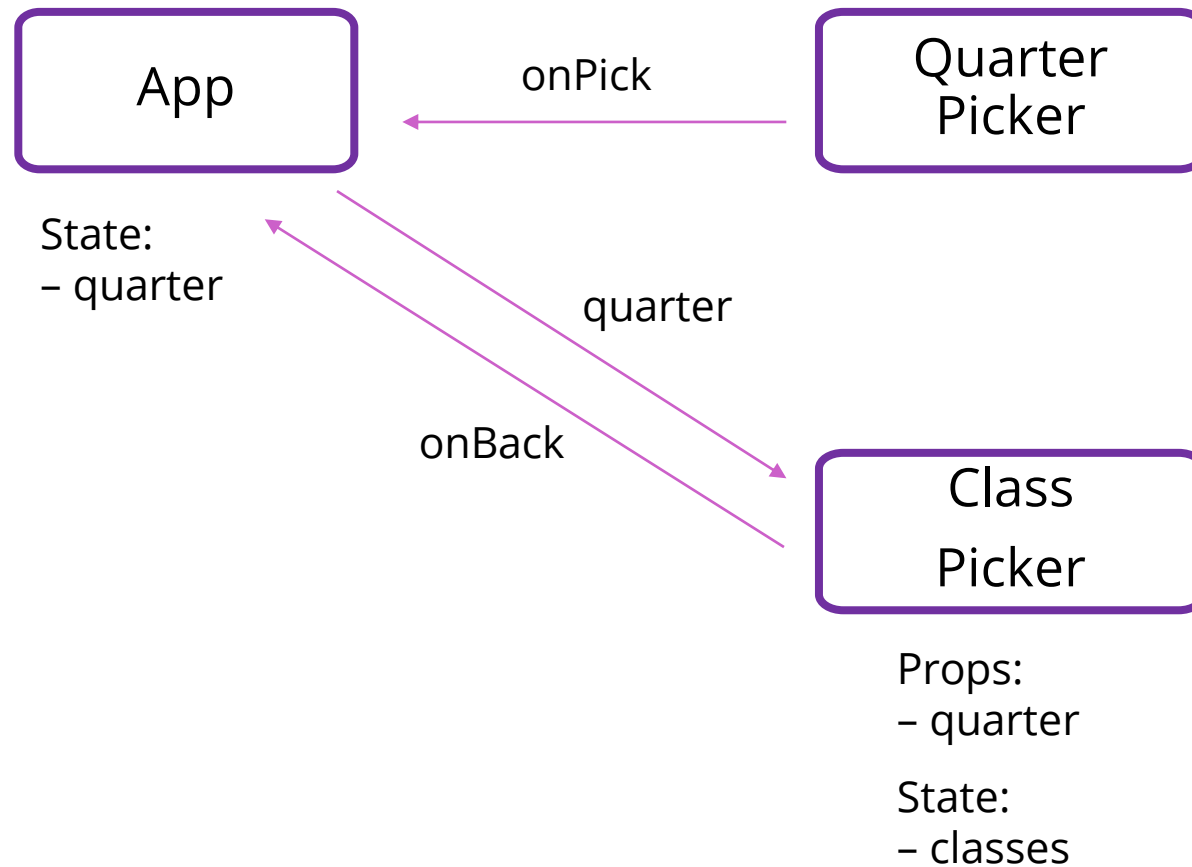 App
onPick
Quarter
Picker
State:
– quarter
quarter
onBack
Class
Picker
Props:
– quarter
State:
– classes